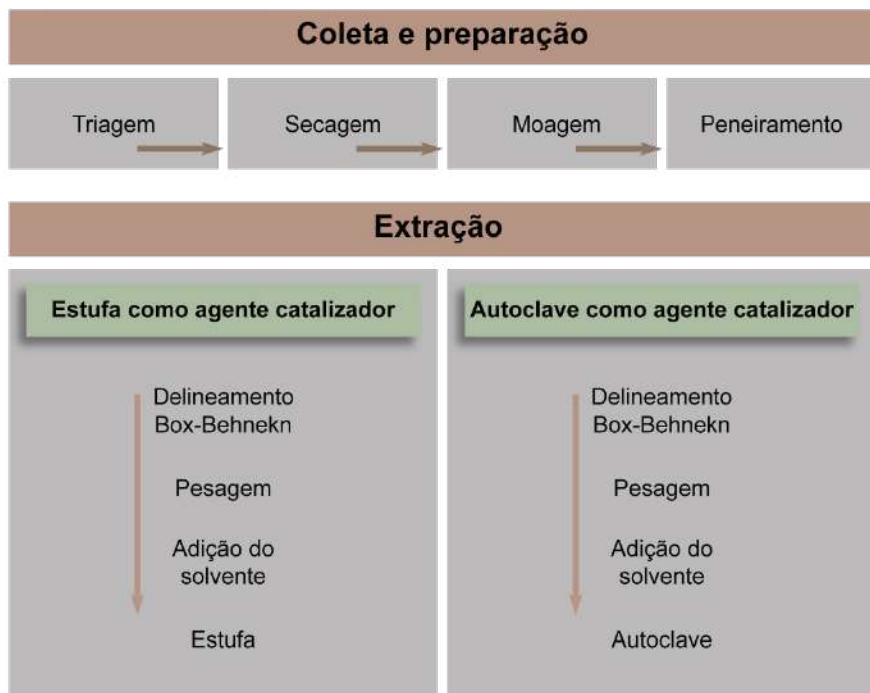 Coleta e preparação
Triagem
Secagem
Moagem
Peneiramento
Extração
Estufa como agente catalizador
Delineamento
Box-Behnekn
Pesagem
Adição do
solvente
Estufa
Autoclave como agente catalizador
Delineamento
Box-Behnekn
Pesagem
Adição do
solvente
Autoclave